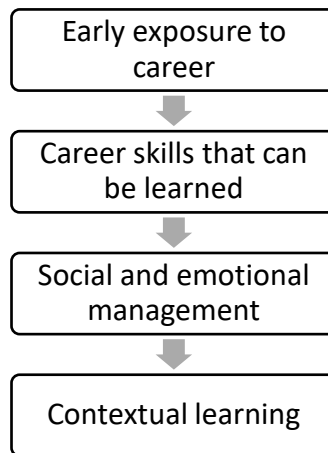 Early exposure to
career
Career skills that can
be learned
Social and emotional
management
Contextual learning